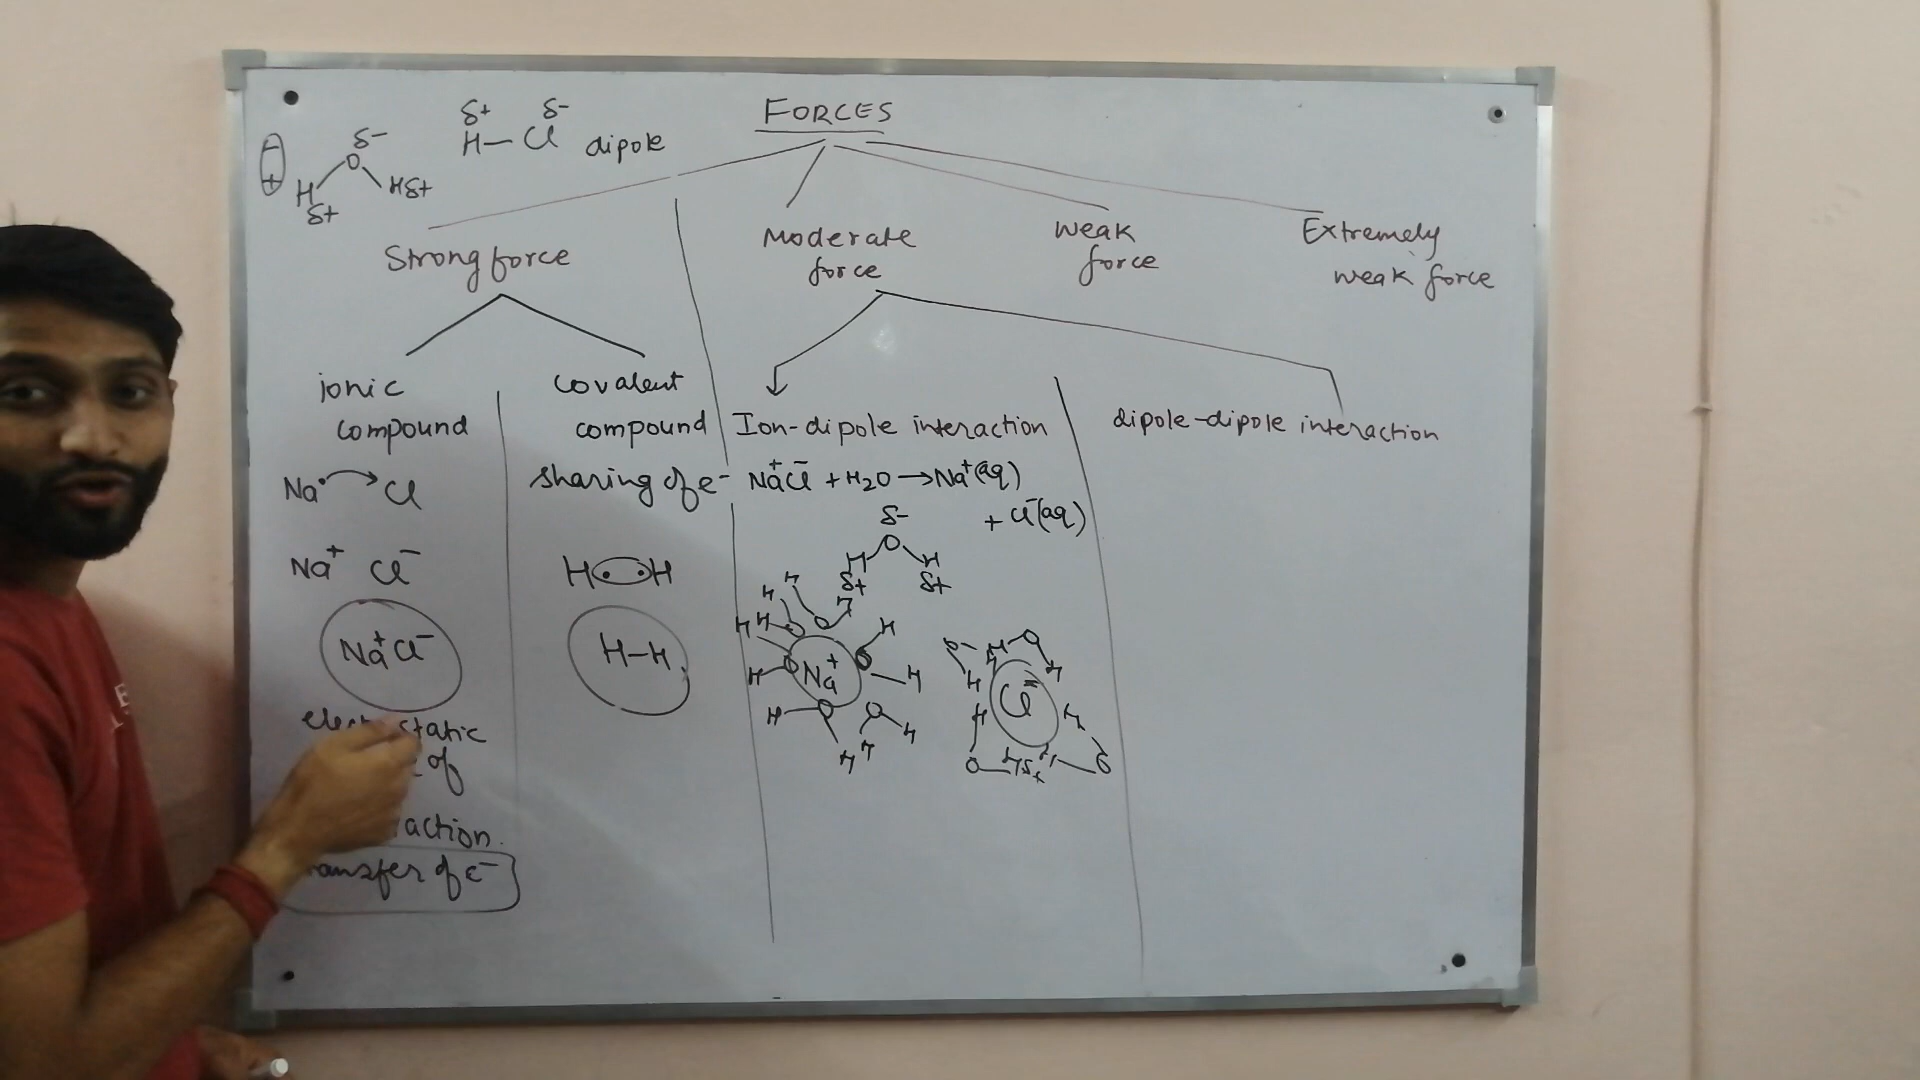 FORCES
δ+ δ-
H-Cl dipole
-
+
δ-
O
H Hδ+
δ+
Strong force
Moderate
force
Weak
force
Extremely
weak force
ionic
compound
Na Cl
Na+ Cl-
Na+Cl-
static
of
action.
of e-
covalent
compound
sharing of e-
H••H
H-H
Ion-dipole interaction
Na+Cl- + H2O → Na+(aq)
+ Cl-(aq)
δ-
O
H H
δ+ δ+
H H
H H O O H
H H
H O Na+ O H
H O O H
H H
O H O
H H H
H Cl- H
O H δ+ H O
dipole-dipole interaction